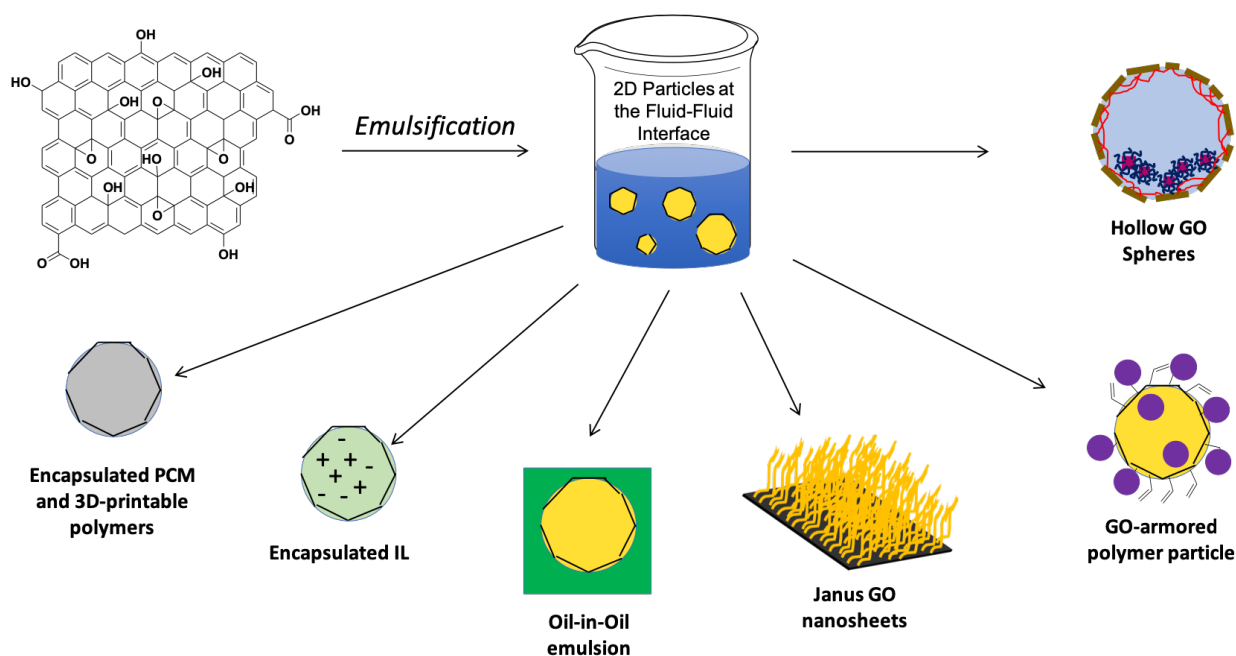 OH
HO
OH
OH
O
OH
O
HO
O
O
OH
OH
O
OH
O
OH
Emulsification
2D Particles at
the Fluid-Fluid
Interface
Hollow GO
Spheres
Encapsulated PCM
and 3D-printable
polymers
+ - + - + - - +
Encapsulated IL
Oil-in-Oil
emulsion
Janus GO
nanosheets
GO-armored
polymer particle